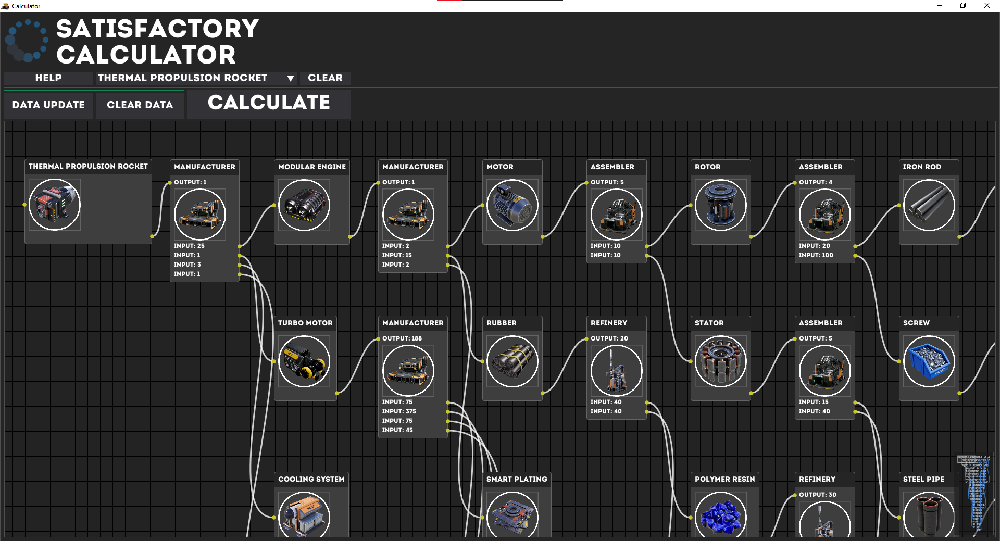 Calculator
SATISFACTORY
CALCULATOR
HELP
THERMAL PROPULSION ROCKET
CLEAR
DATA UPDATE
CLEAR DATA
CALCULATE
THERMAL PROPULSION ROCKET
MANUFACTURER
OUTPUT: 1
INPUT: 25
INPUT: 1
INPUT: 3
INPUT: 1
MODULAR ENGINE
MANUFACTURER
OUTPUT: 1
INPUT: 2
INPUT: 15
INPUT: 2
MOTOR
ASSEMBLER
OUTPUT: 5
INPUT: 10
INPUT: 10
ROTOR
ASSEMBLER
OUTPUT: 4
INPUT: 20
INPUT: 100
IRON ROD
TURBO MOTOR
MANUFACTURER
OUTPUT: 188
INPUT: 75
INPUT: 375
INPUT: 75
INPUT: 45
RUBBER
REFINERY
OUTPUT: 20
INPUT: 40
INPUT: 40
STATOR
ASSEMBLER
OUTPUT: 5
INPUT: 15
INPUT: 40
SCREW
COOLING SYSTEM
SMART PLATING
POLYMER RESIN
REFINERY
OUTPUT: 30
STEEL PIPE